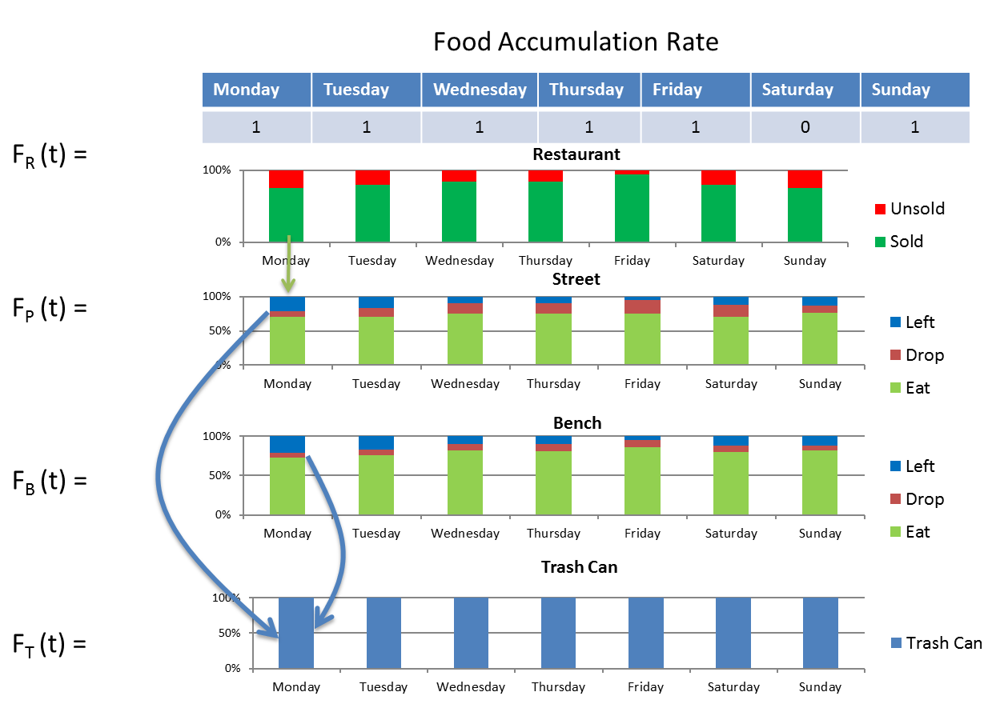 Food Accumulation Rate
Monday Tuesday Wednesday Thursday Friday Saturday Sunday
1 1 1 1 1 0 1
F_R (t) =
Restaurant
100%
0%
Monday Tuesday Wednesday Thursday Friday Saturday Sunday
Unsold
Sold
F_P (t) =
Street
100%
50%
0%
Monday Tuesday Wednesday Thursday Friday Saturday Sunday
Left
Drop
Eat
F_B (t) =
Bench
100%
50%
0%
Monday Tuesday Wednesday Thursday Friday Saturday Sunday
Left
Drop
Eat
F_T (t) =
Trash Can
100%
50%
0%
Monday Tuesday Wednesday Thursday Friday Saturday Sunday
Trash Can